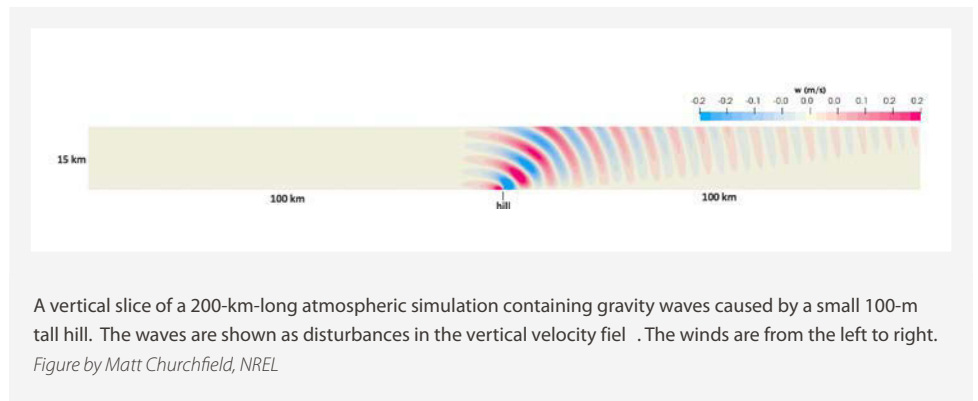 w (m/s)
-0.2 -0.2 -0.1 -0.0 0.0 0.0 0.1 0.2 0.2
15 km
100 km
hill
100 km
A vertical slice of a 200-km-long atmospheric simulation containing gravity waves caused by a small 100-m
tall hill. The waves are shown as disturbances in the vertical velocity fiel . The winds are from the left to right.
Figure by Matt Churchfield, NREL